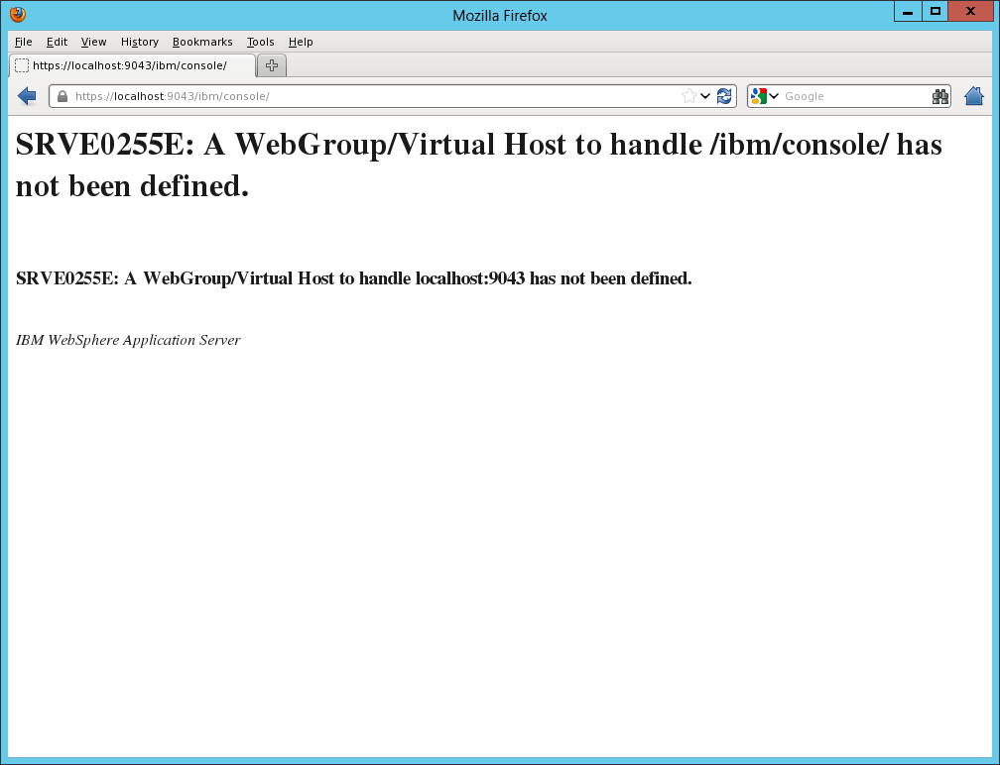 Mozilla Firefox
File Edit View History Bookmarks Tools Help
https://localhost:9043/ibm/console/
https://localhost:9043/ibm/console/ Google
SRVE0255E: A WebGroup/Virtual Host to handle /ibm/console/ has
not been defined.
SRVE0255E: A WebGroup/Virtual Host to handle localhost:9043 has not been defined.
IBM WebSphere Application Server